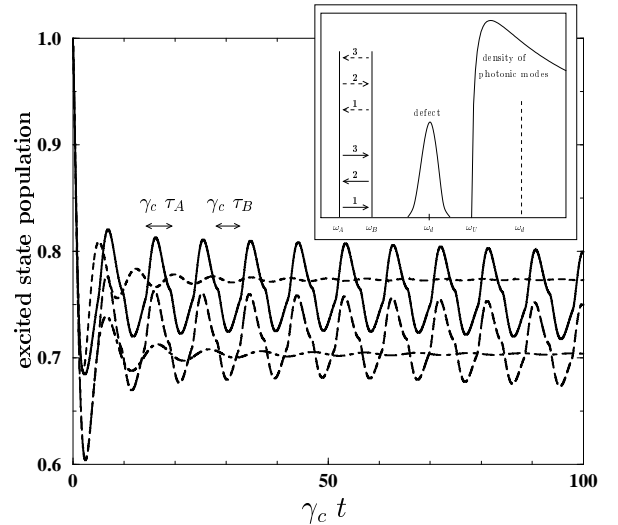 1.0
0.9
0.8
0.7
0.6
excited state population
γc τA
γc τB
0
50
100
γc t
3
2
1
3
2
1
defect
density of
photonic modes
ωA
ωB
ωd
ωU
ωd